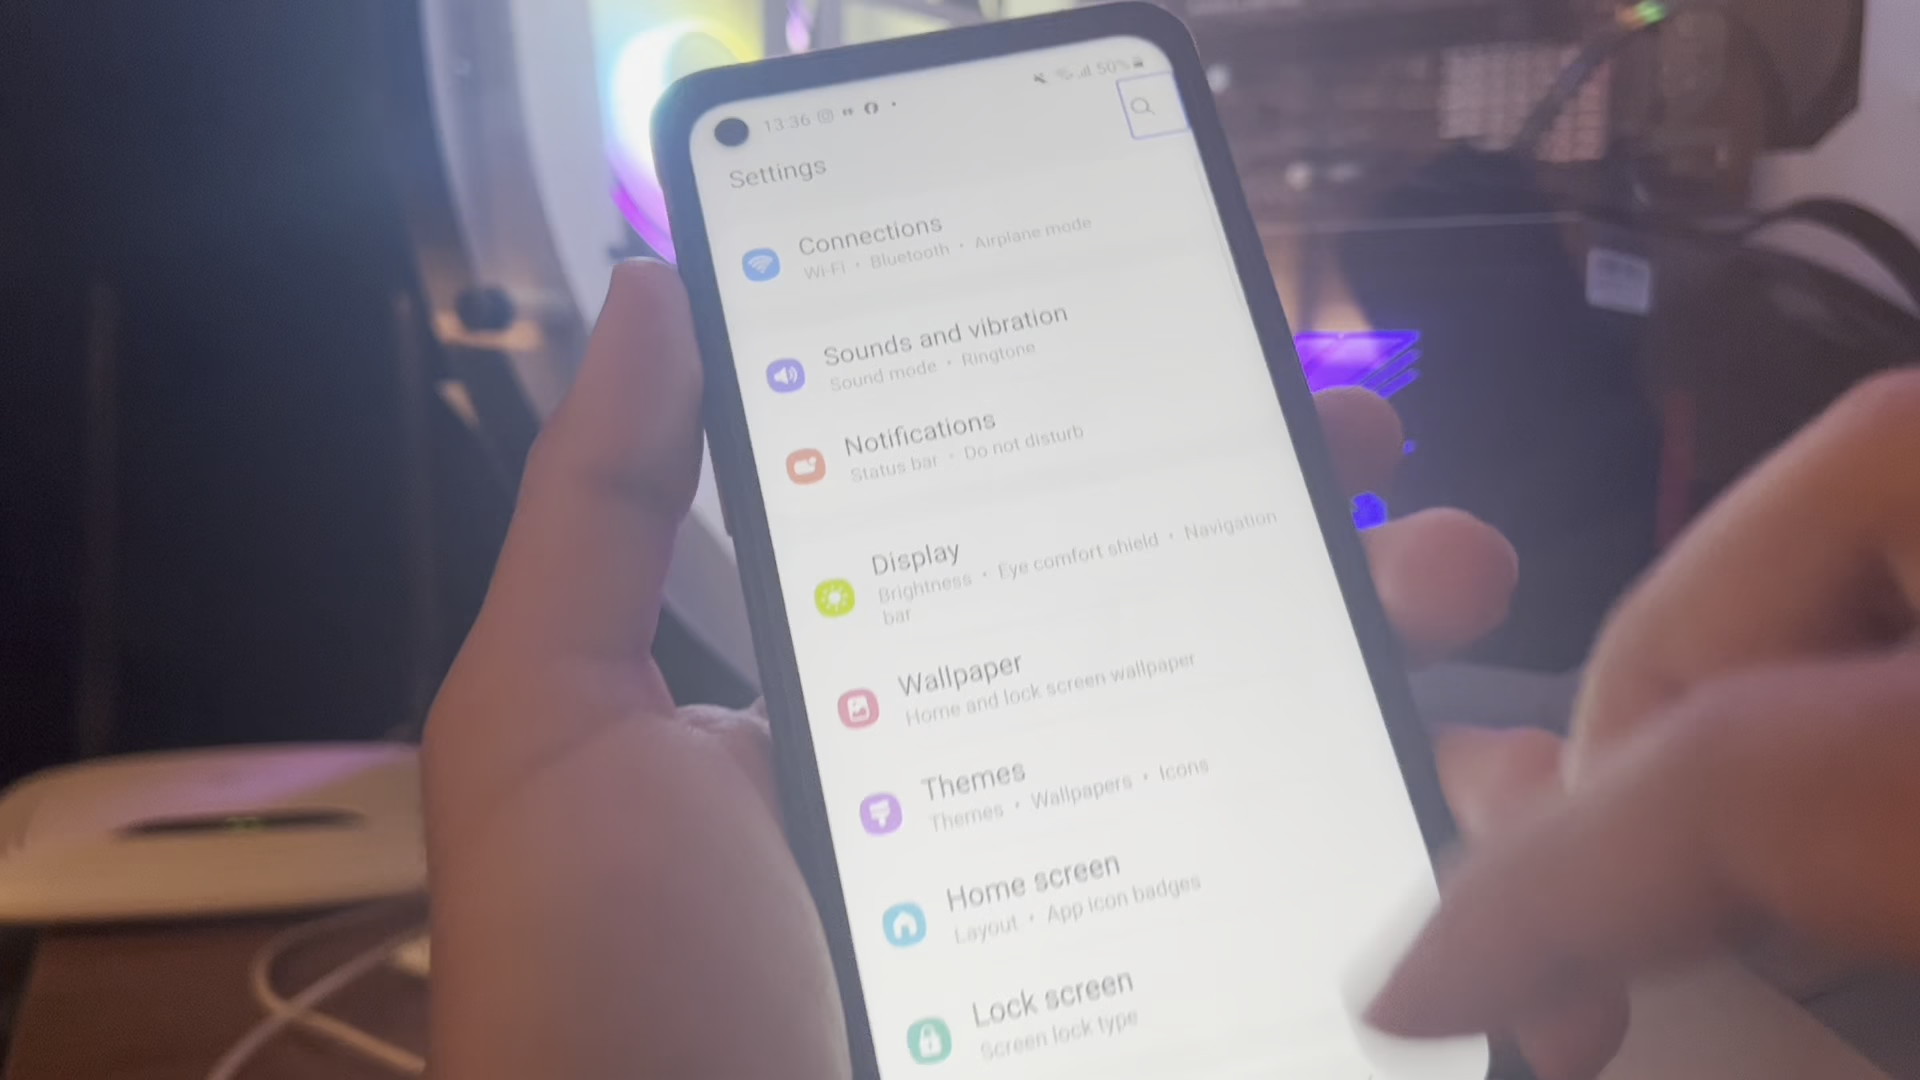 13:36
50%
Settings
Connections
Wi-Fi • Bluetooth • Airplane mode
Sounds and vibration
Sound mode • Ringtone
Notifications
Status bar • Do not disturb
Display
Brightness • Eye comfort shield • Navigation
bar
Wallpaper
Home and lock screen wallpaper
Themes
Themes • Wallpapers • Icons
Home screen
Layout • App icon badges
Lock screen
Screen lock type